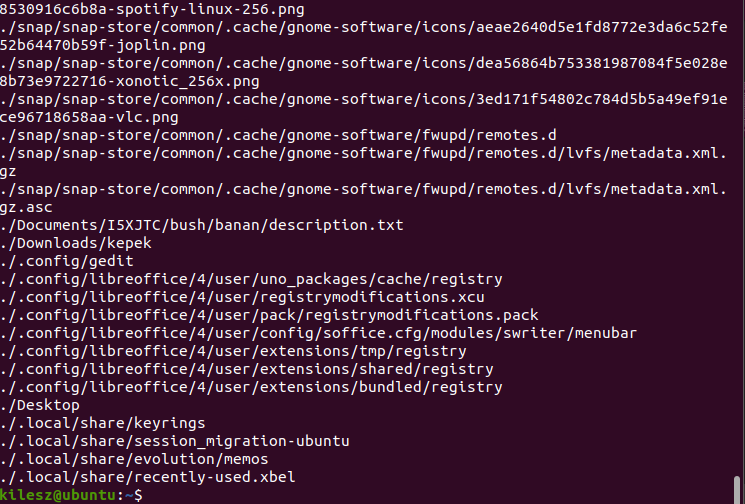 8530916c6b8a-spotify-linux-256.png
./snap/snap-store/common/.cache/gnome-software/icons/aeae2640d5e1fd8772e3da6c52fe
52b64470b59f-joplin.png
./snap/snap-store/common/.cache/gnome-software/icons/dea56864b753381987084f5e028e
8b73e9722716-xonotic_256x.png
./snap/snap-store/common/.cache/gnome-software/icons/3ed171f54802c784d5b5a49ef91e
ce96718658aa-vlc.png
./snap/snap-store/common/.cache/gnome-software/fwupd/remotes.d
./snap/snap-store/common/.cache/gnome-software/fwupd/remotes.d/lvfs/metadata.xml.
gz
./snap/snap-store/common/.cache/gnome-software/fwupd/remotes.d/lvfs/metadata.xml.
gz.asc
./Documents/I5XJTC/bush/banan/description.txt
./Downloads/kepek
./.config/gedit
./.config/libreoffice/4/user/uno_packages/cache/registry
./.config/libreoffice/4/user/registrymodifications.xcu
./.config/libreoffice/4/user/pack/registrymodifications.pack
./.config/libreoffice/4/user/config/soffice.cfg/modules/swriter/menubar
./.config/libreoffice/4/user/extensions/tmp/registry
./.config/libreoffice/4/user/extensions/shared/registry
./.config/libreoffice/4/user/extensions/bundled/registry
./Desktop
./.local/share/keyrings
./.local/share/session_migration-ubuntu
./.local/share/evolution/memos
./.local/share/recently-used.xbel
kilesz@ubuntu:~$